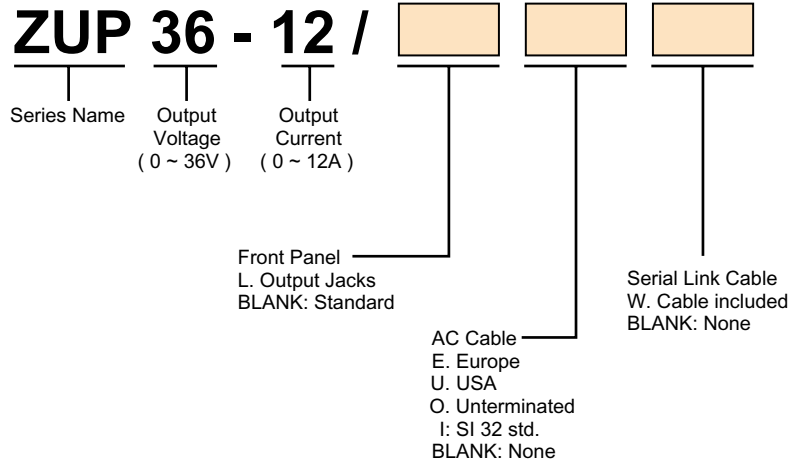 ZUP 36 - 12 /
Series Name
Output
Voltage
( 0 ~ 36V )
Output
Current
( 0 ~ 12A )
Front Panel
L. Output Jacks
BLANK: Standard
AC Cable
E. Europe
U. USA
O. Unterminated
I: SI 32 std.
BLANK: None
Serial Link Cable
W. Cable included
BLANK: None